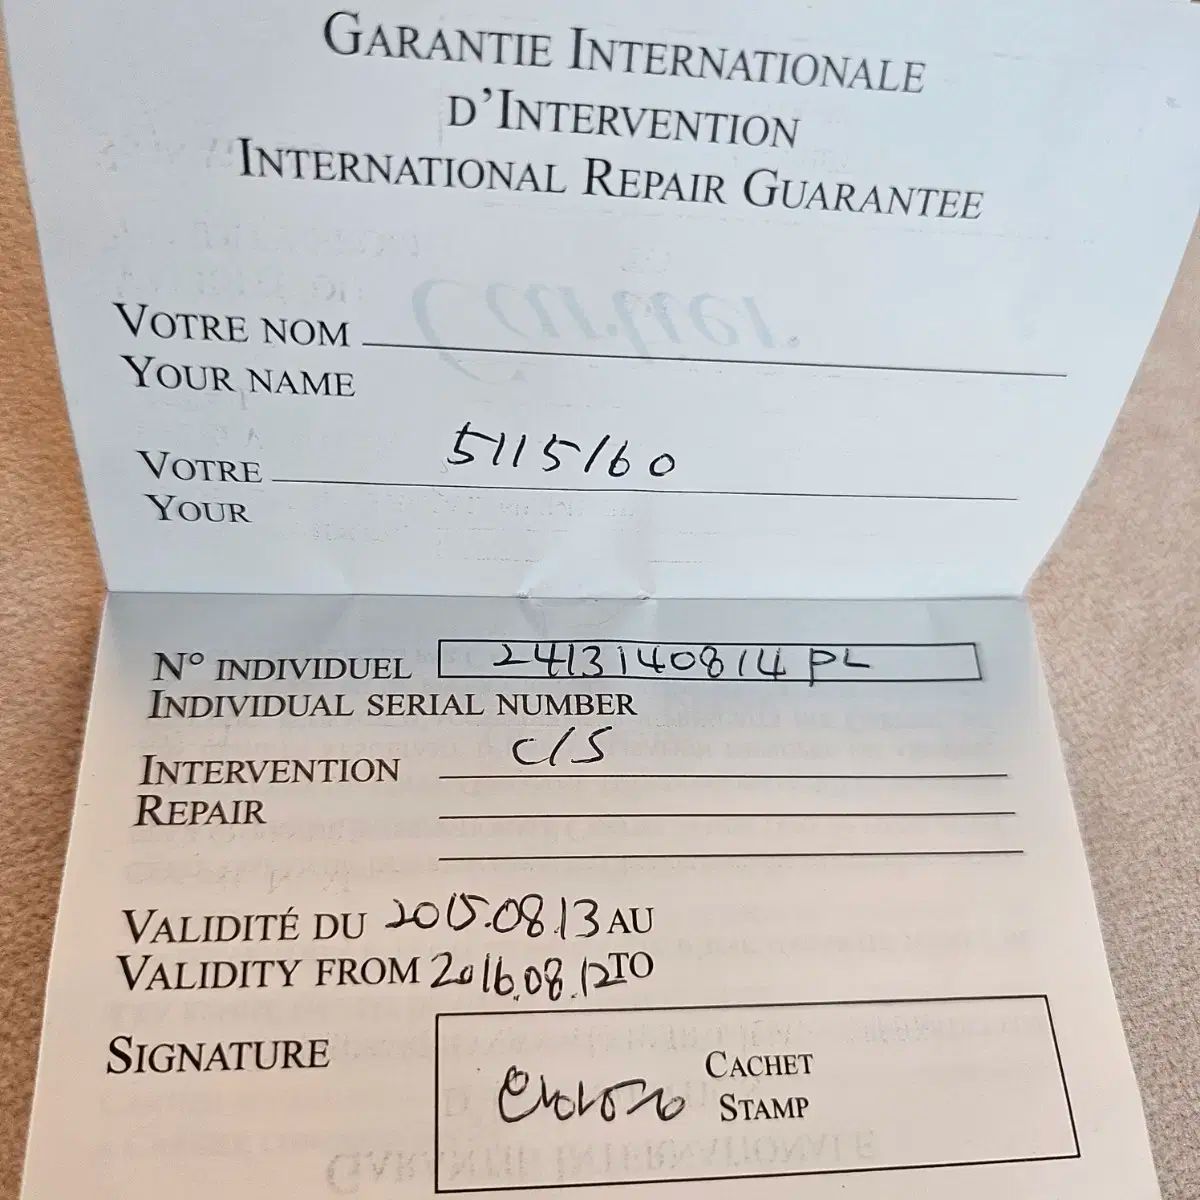 GARANTIE INTERNATIONALE
D'INTERVENTION
INTERNATIONAL REPAIR GUARANTEE
Cartier
VOTRE NOM
YOUR NAME
VOTRE 5115160
YOUR
N° INDIVIDUEL 2413140814 PL
INDIVIDUAL SERIAL NUMBER
INTERVENTION C/S
REPAIR
VALIDITÉ DU 2015.08.13 AU
VALIDITY FROM 2016.08.12 TO
SIGNATURE
CACHET
STAMP